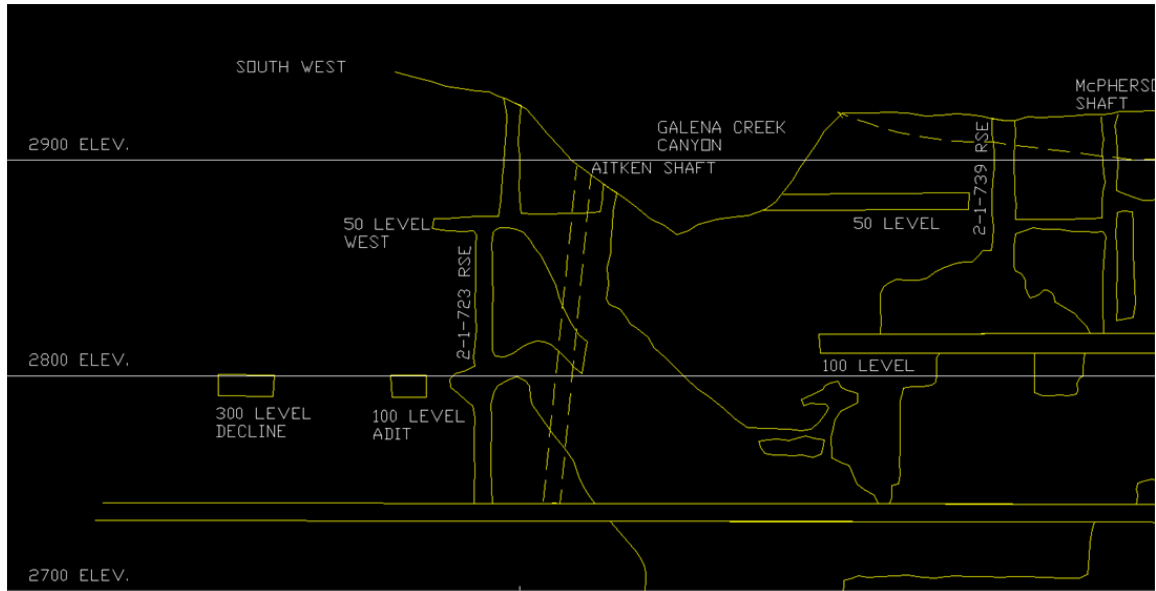 SOUTH WEST
McPHERSO
SHAFT
GALENA CREEK
CANYON
2900 ELEV.
AITKEN SHAFT
2-1-739 RSE
50 LEVEL
WEST
50 LEVEL
2-1-723 RSE
2800 ELEV.
100 LEVEL
300 LEVEL
DECLINE
100 LEVEL
ADIT
2700 ELEV.